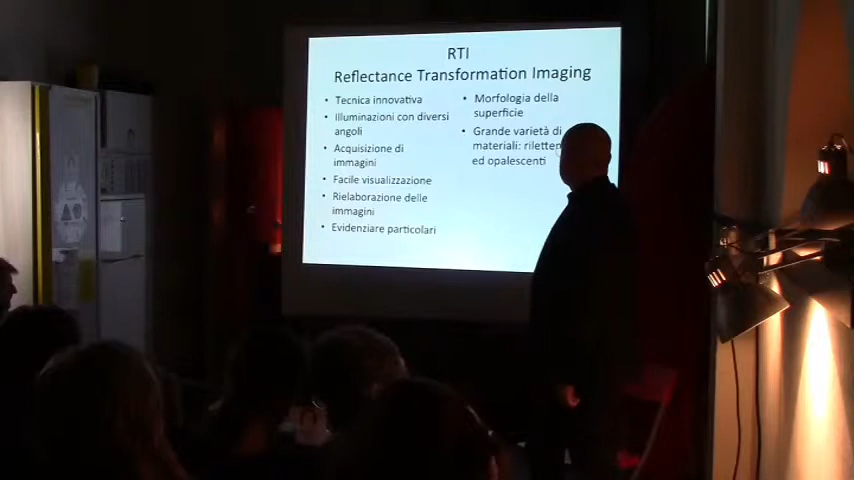 RTI
Reflectance Transformation Imaging
• Tecnica innovativa
• Illuminazioni con diversi
angoli
• Acquisizione di
immagini
• Facile visualizzazione
• Rielaborazione delle
immagini
• Evidenziare particolari
• Morfologia della
superficie
• Grande varietà di
materiali:
ed opalescenti